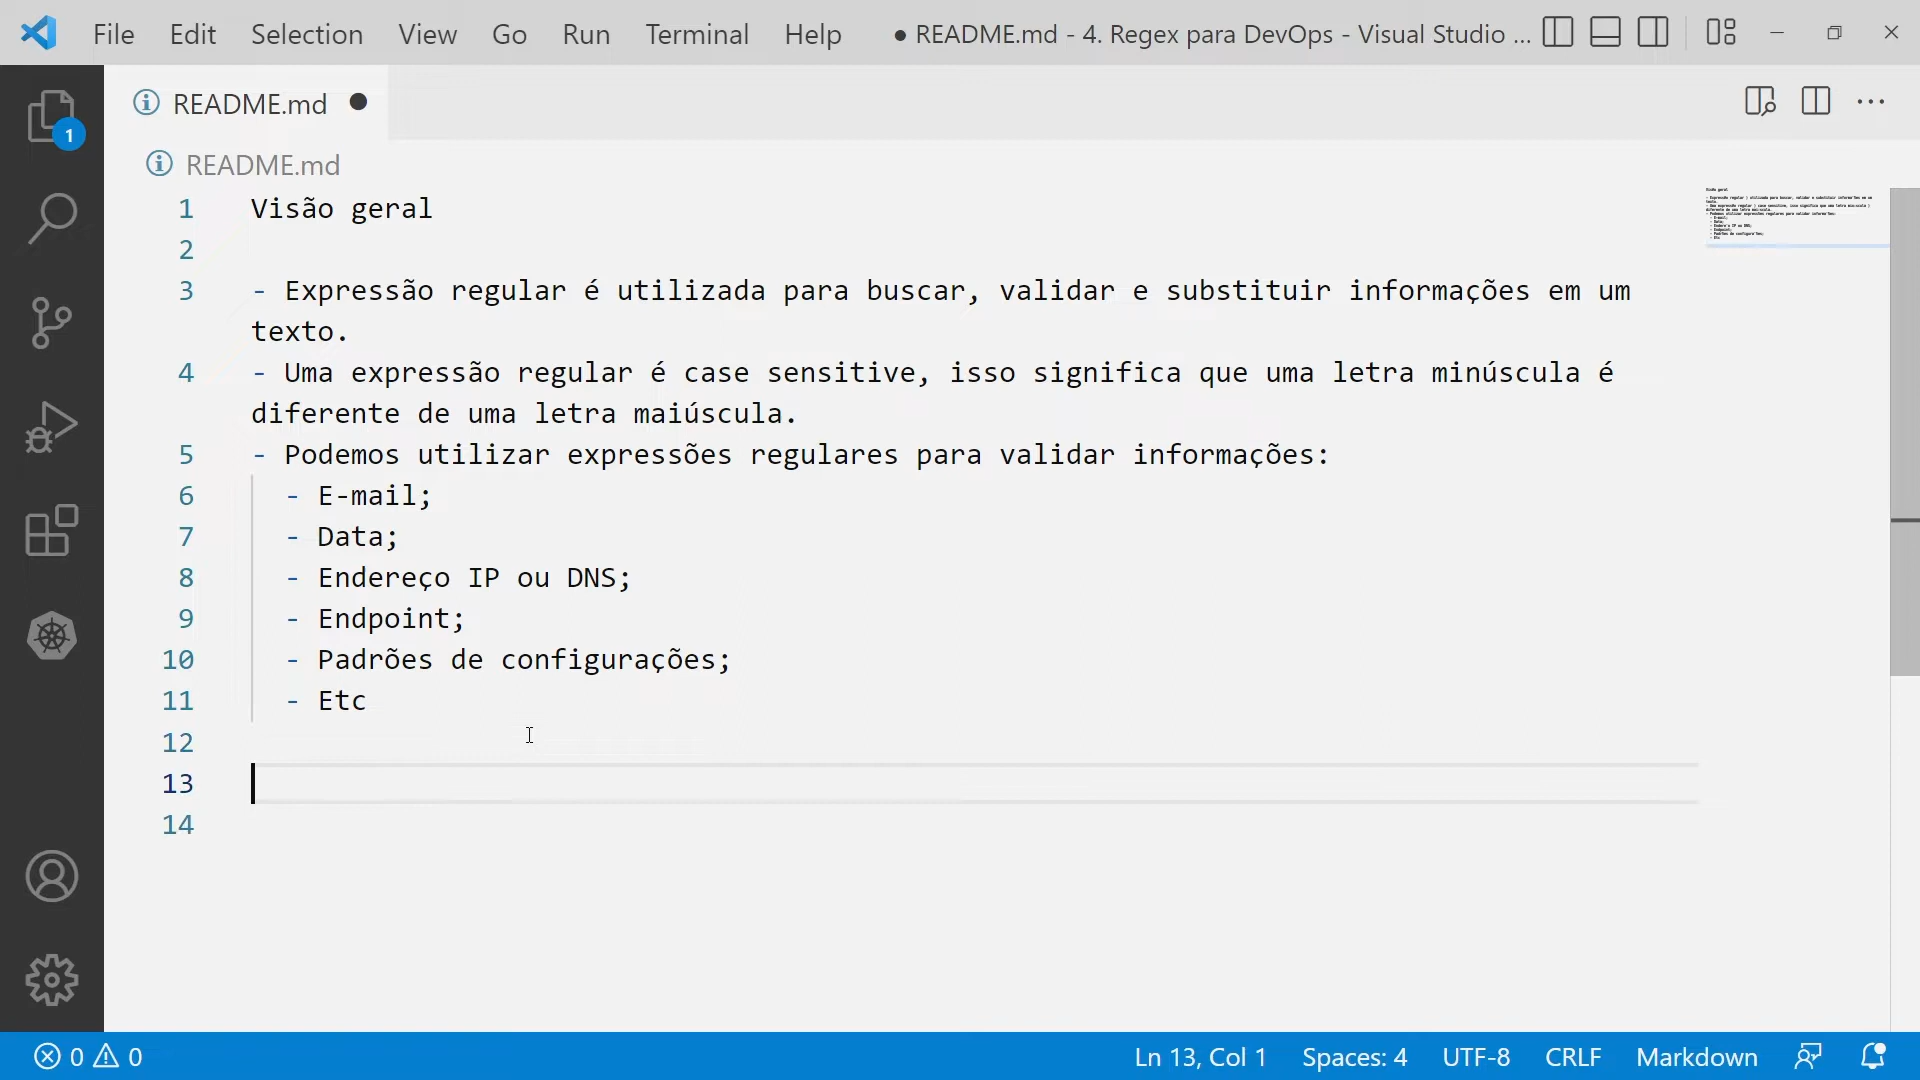 File Edit Selection View Go Run Terminal Help ● README.md - 4. Regex para DevOps - Visual Studio ...
README.md ●
1
README.md
1 Visão geral
2
3 - Expressão regular é utilizada para buscar, validar e substituir informações em um
texto.
4 - Uma expressão regular é case sensitive, isso significa que uma letra minúscula é
diferente de uma letra maiúscula.
5 - Podemos utilizar expressões regulares para validar informações:
6 - E-mail;
7 - Data;
8 - Endereço IP ou DNS;
9 - Endpoint;
10 - Padrões de configurações;
11 - Etc
12
13
14
0 0 Ln 13, Col 1 Spaces: 4 UTF-8 CRLF Markdown